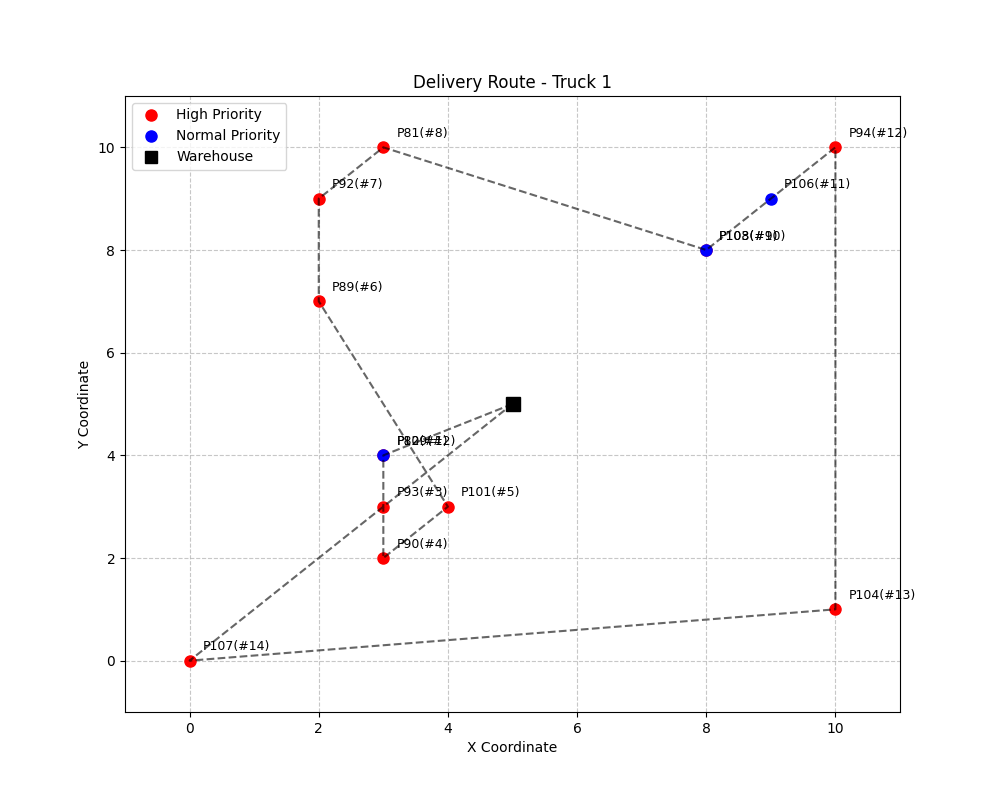 Delivery Route - Truck 1
High Priority
Normal Priority
Warehouse
P81(#8)
P94(#12)
P92(#7)
P106(#11)
P89(#6)
P93(#3)
P101(#5)
P90(#4)
P104(#13)
P107(#14)
10
8
6
4
2
0
Y Coordinate
0
2
4
6
8
10
X Coordinate